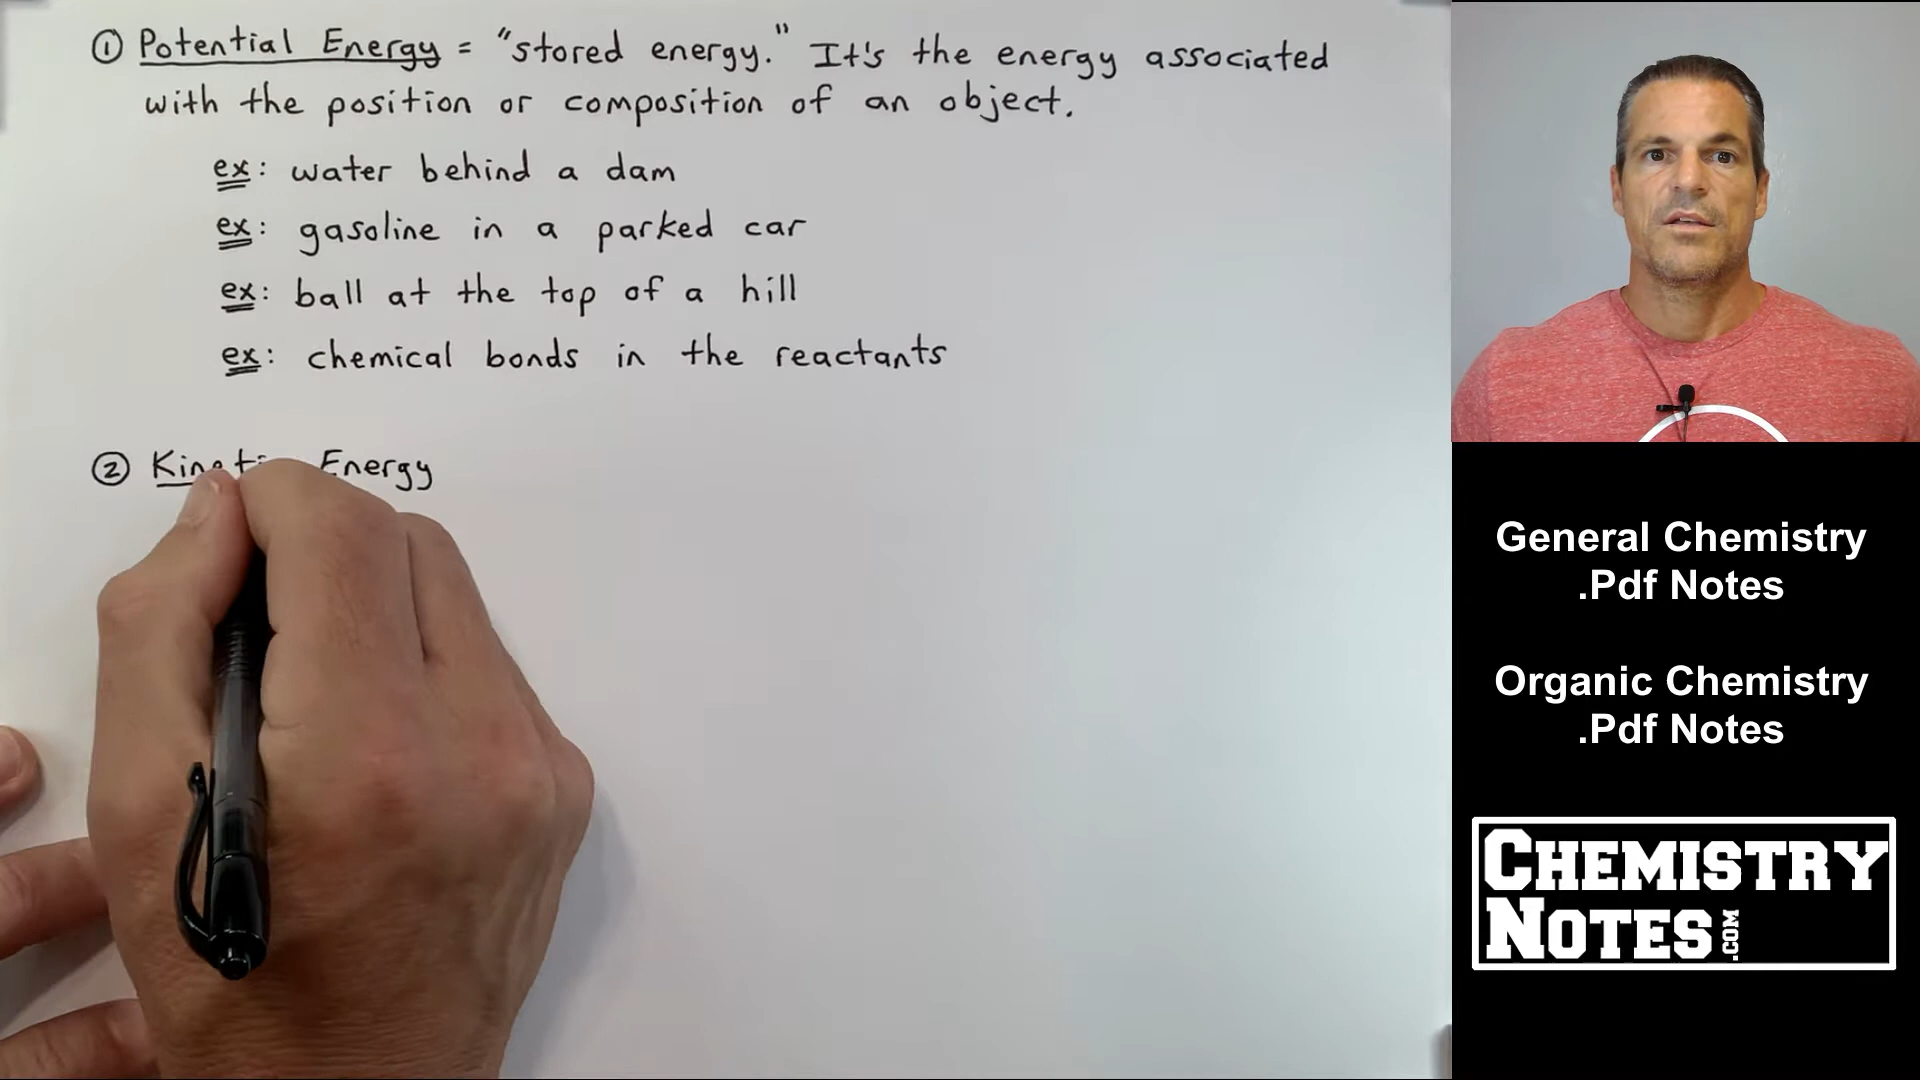 ① Potential Energy = "stored energy." It's the energy associated
with the position or composition of an object.
ex: water behind a dam
ex: gasoline in a parked car
ex: ball at the top of a hill
ex: chemical bonds in the reactants
② Energy
General Chemistry
.Pdf Notes
Organic Chemistry
.Pdf Notes
CHEMISTRY
NOTES.COM